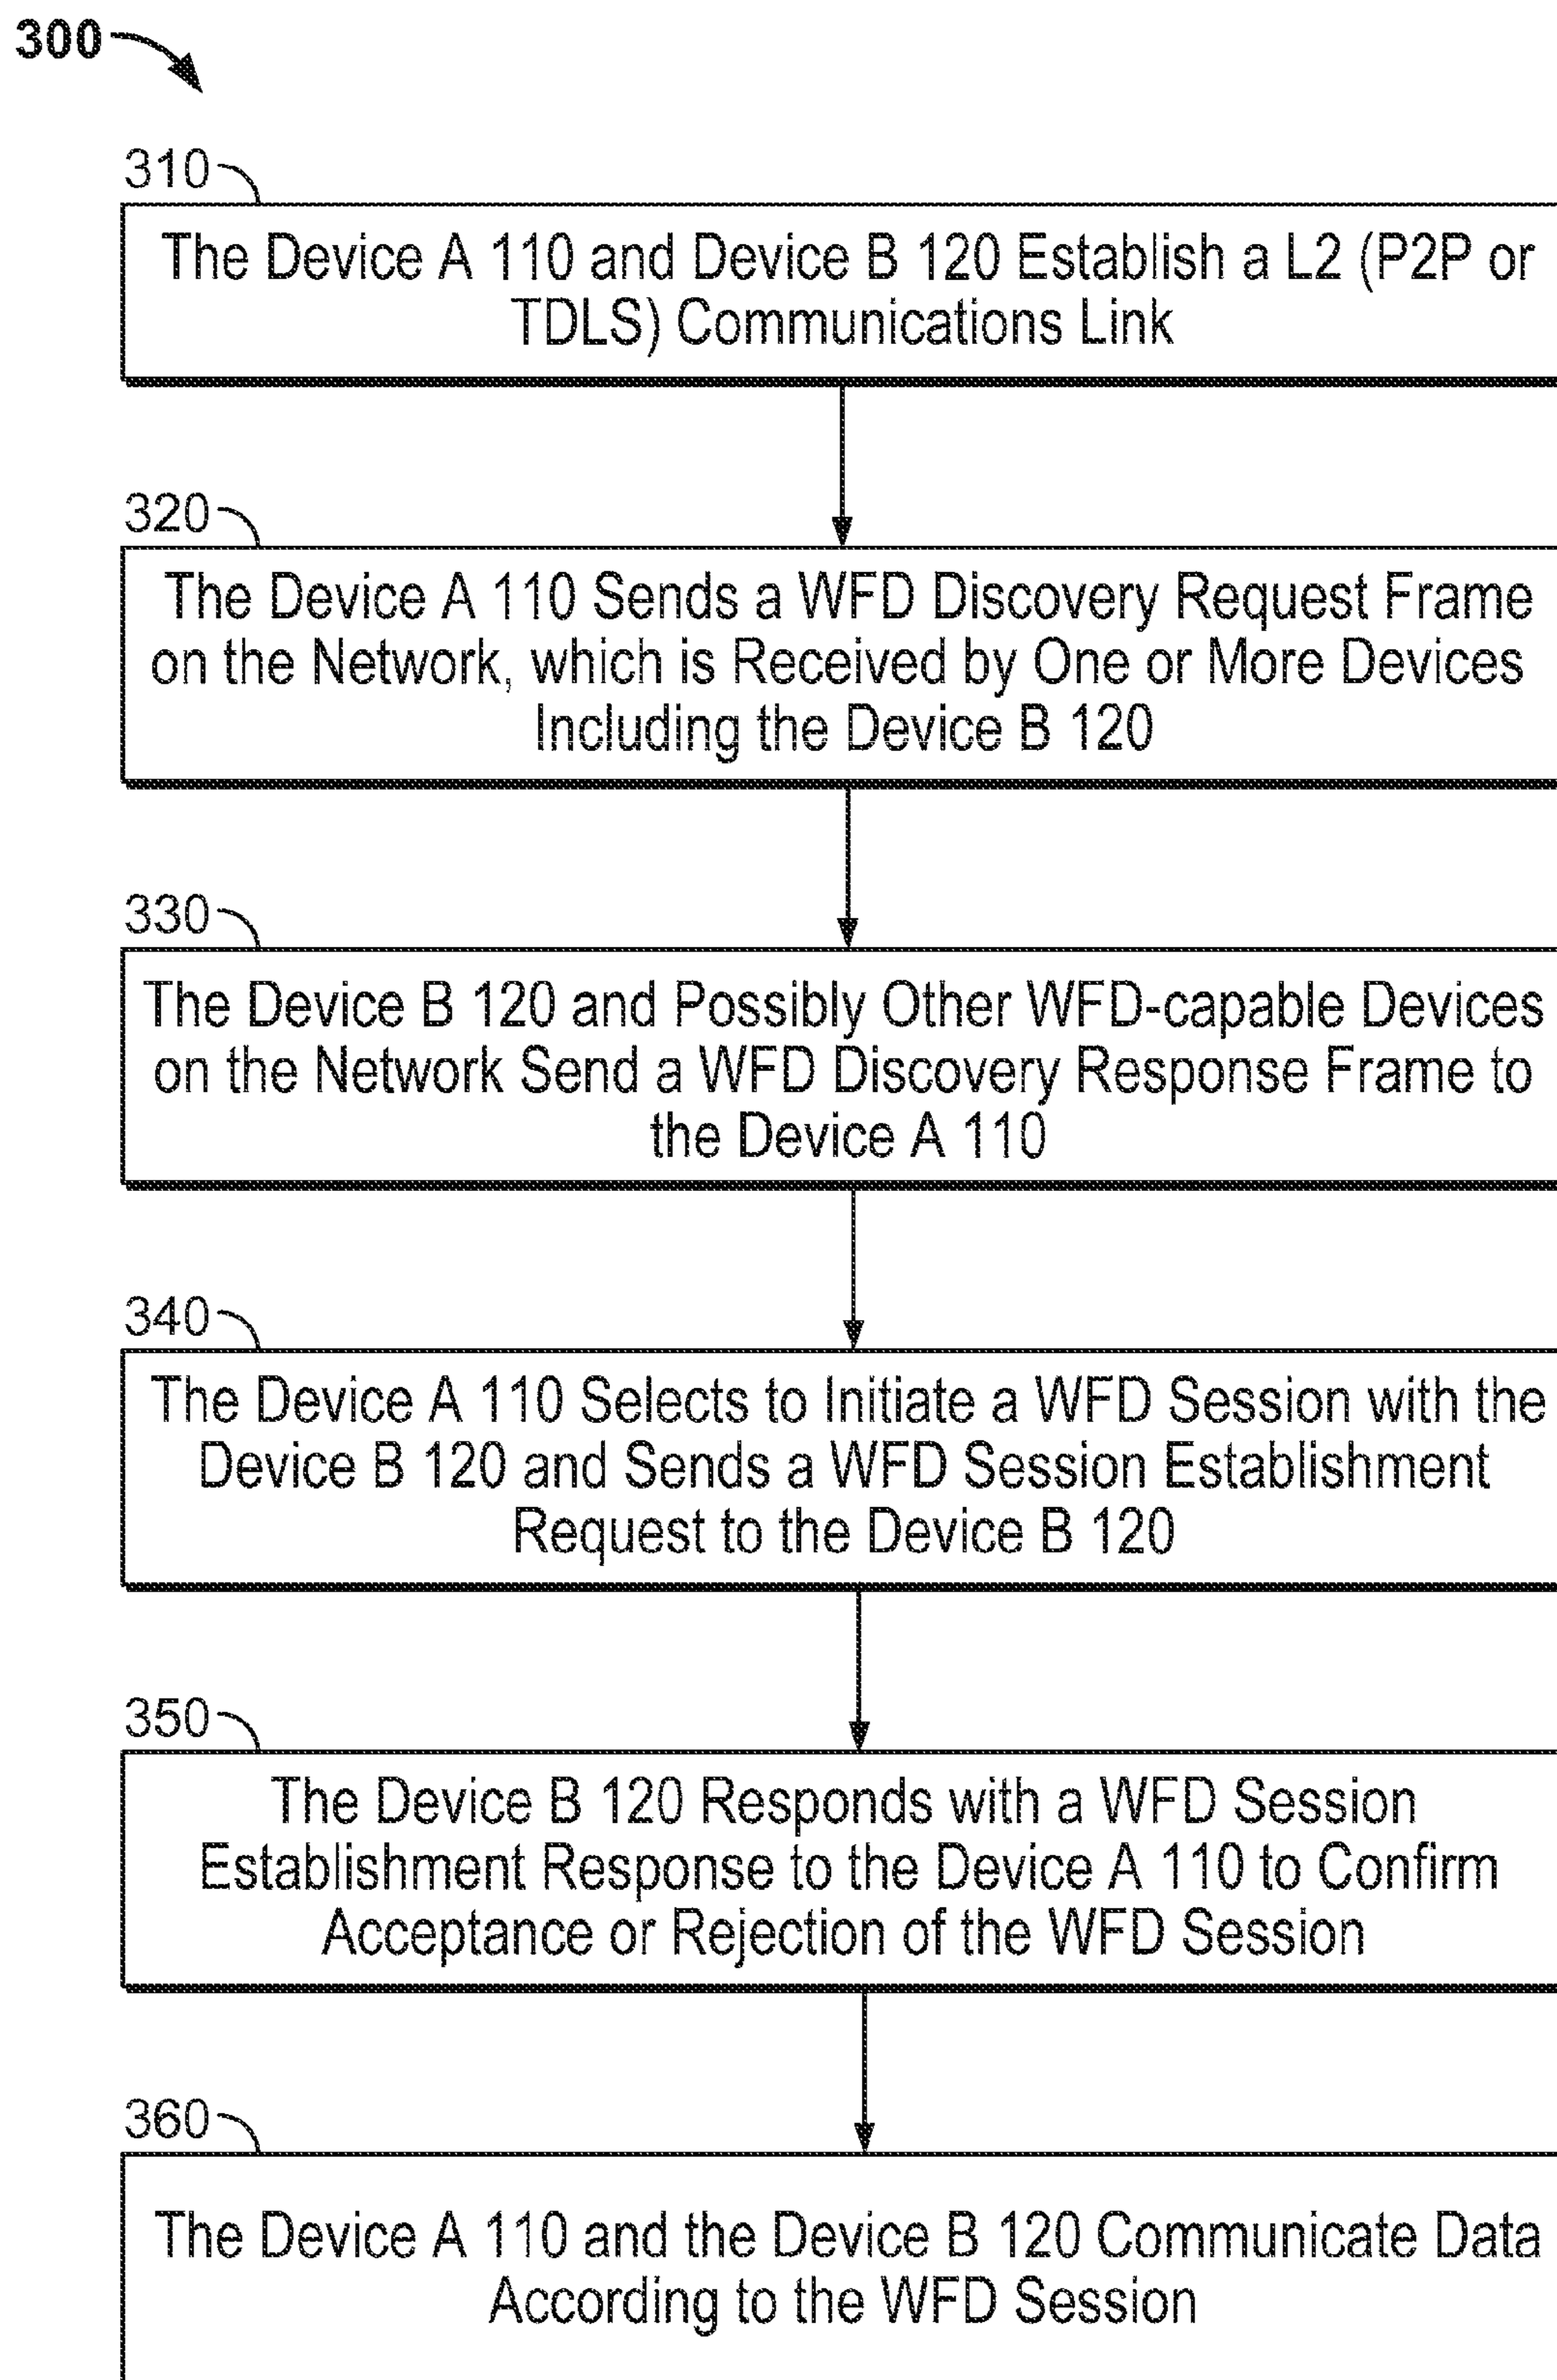 300
310
The Device A 110 and Device B 120 Establish a L2 (P2P or
TDLS) Communications Link
320
The Device A 110 Sends a WFD Discovery Request Frame
on the Network, which is Received by One or More Devices
Including the Device B 120
330
The Device B 120 and Possibly Other WFD-capable Devices
on the Network Send a WFD Discovery Response Frame to
the Device A 110
340
The Device A 110 Selects to Initiate a WFD Session with the
Device B 120 and Sends a WFD Session Establishment
Request to the Device B 120
350
The Device B 120 Responds with a WFD Session
Establishment Response to the Device A 110 to Confirm
Acceptance or Rejection of the WFD Session
360
The Device A 110 and the Device B 120 Communicate Data
According to the WFD Session